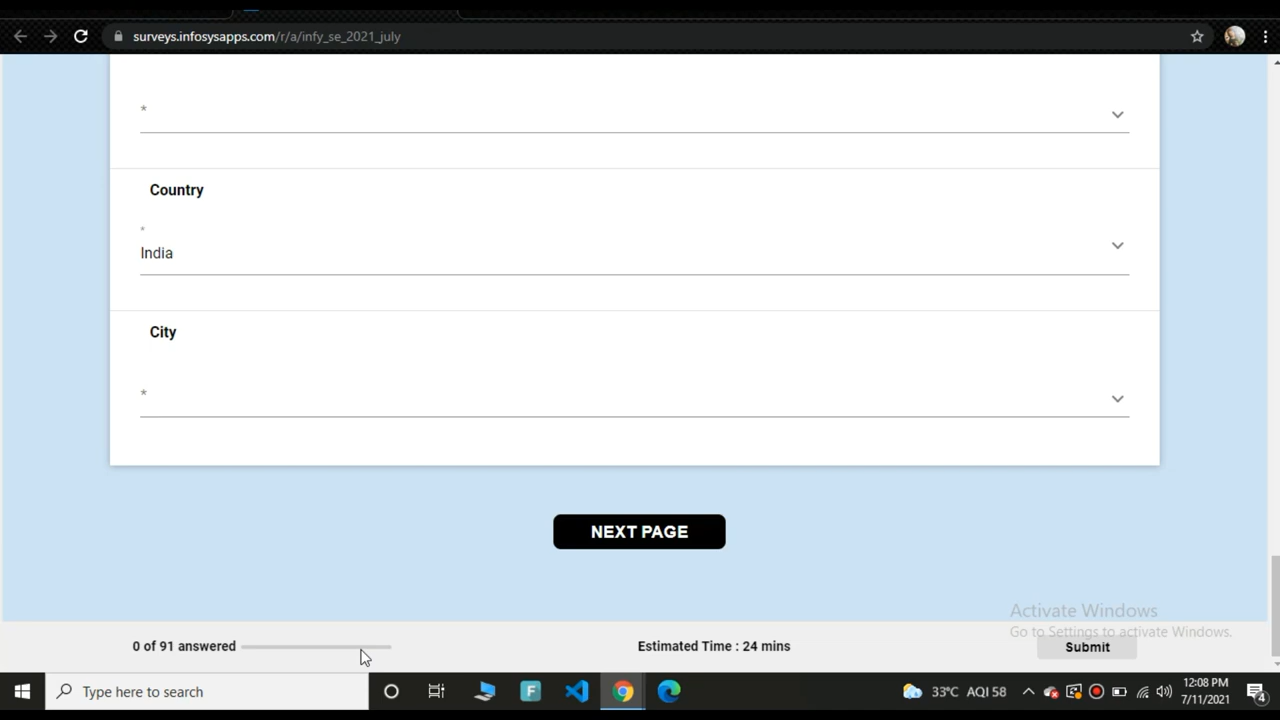 surveys.infosysapps.com/r/a/infy_se_2021_july
*
Country
*
India
City
*
NEXT PAGE
Activate Windows
Go to Settings to activate Windows.
0 of 91 answered
Estimated Time : 24 mins
Submit
Type here to search
F
33°C AQI 58
12:08 PM
7/11/2021
4